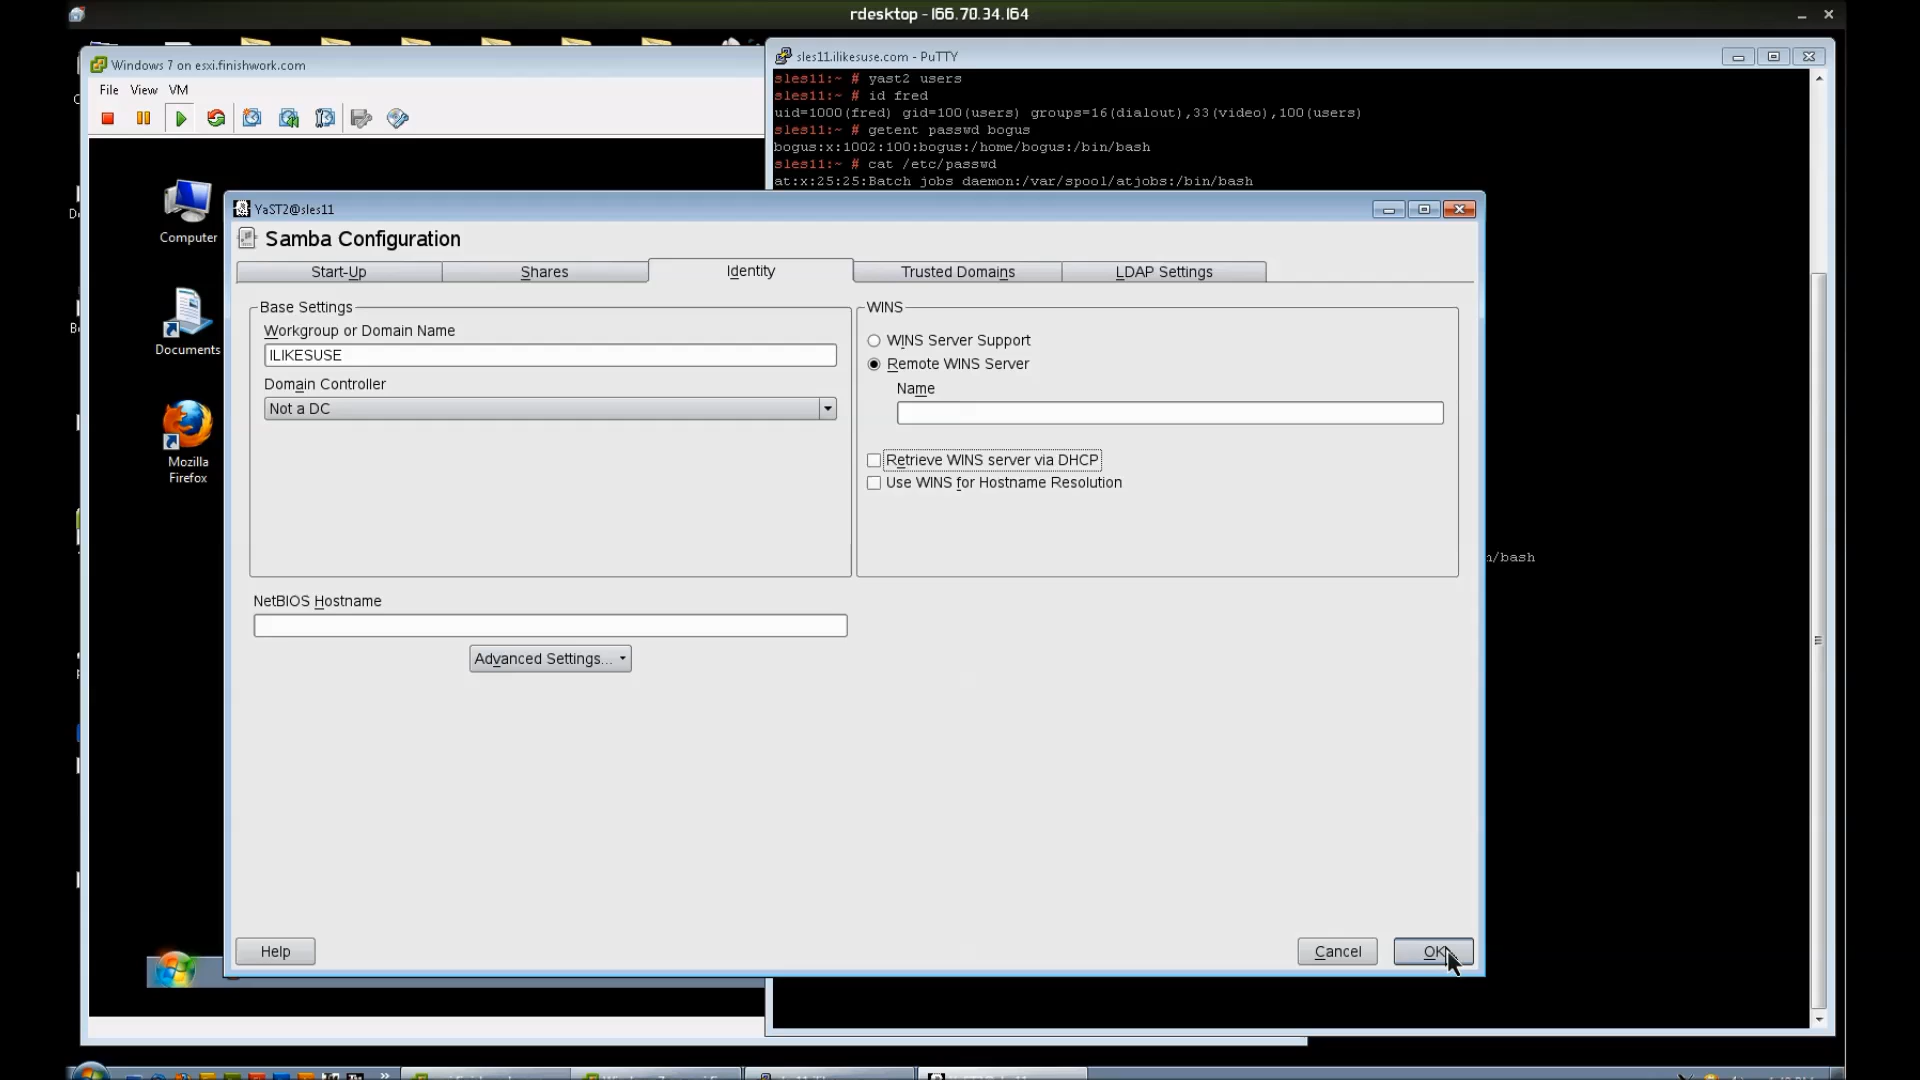 rdesktop - 166.70.34.164
Windows 7 on esxi.finishwork.com
File View VM
sles11.ilikesuse.com - PuTTY
sles11:~ # yast2 users
sles11:~ # id fred
uid=1000(fred) gid=100(users) groups=16(dialout),33(video),100(users)
sles11:~ # getent passwd bogus
bogus:x:1002:100:bogus:/home/bogus:/bin/bash
sles11:~ # cat /etc/passwd
at:x:25:25:Batch jobs daemon:/var/spool/atjobs:/bin/bash
n/bash
Computer
Documents
Mozilla
Firefox
YaST2@sles11
Samba Configuration
Start-Up
Shares
Identity
Trusted Domains
LDAP Settings
Base Settings
Workgroup or Domain Name
ILIKESUSE
Domain Controller
Not a DC
WINS
WINS Server Support
Remote WINS Server
Name
Retrieve WINS server via DHCP
Use WINS for Hostname Resolution
NetBIOS Hostname
Advanced Settings...
Help
Cancel
OK